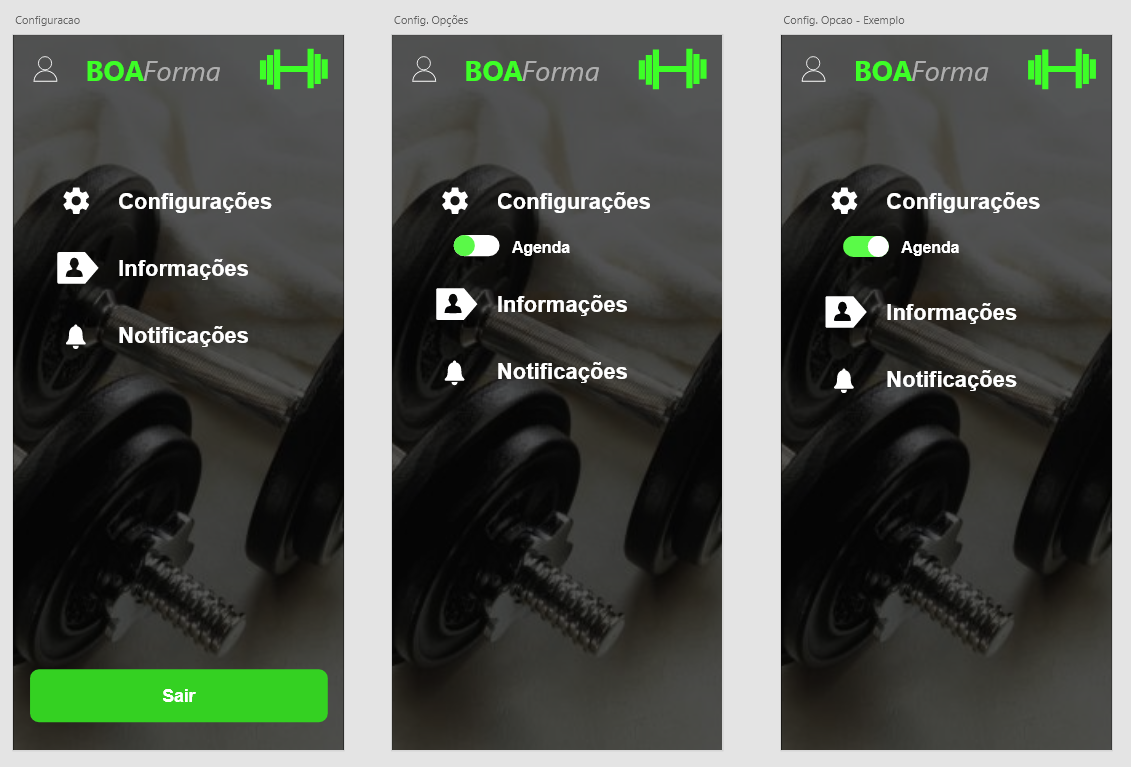 Configuracao
BOAForma
Configurações
Informações
Notificações
Sair
Config. Opções
BOAForma
Configurações
Agenda
Informações
Notificações
Config. Opcao - Exemplo
BOAForma
Configurações
Agenda
Informações
Notificações